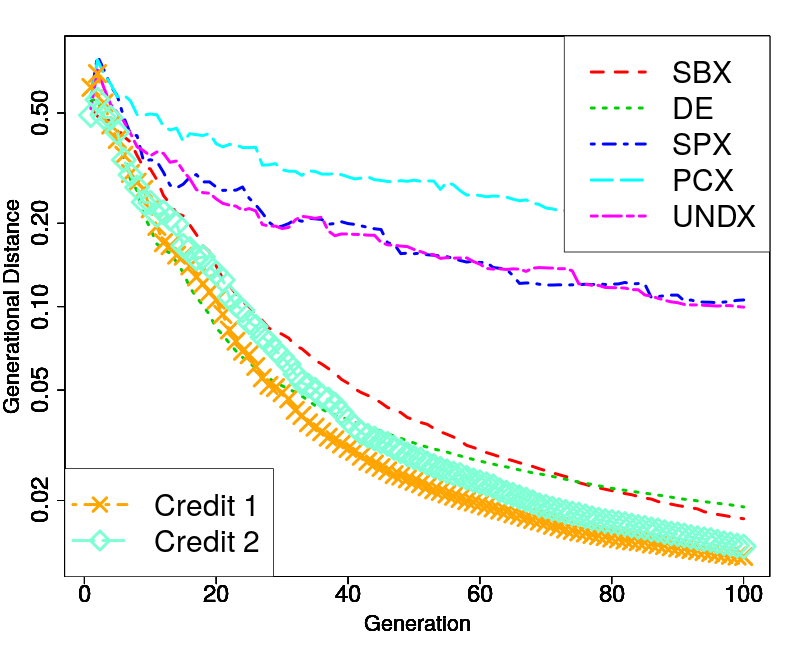 SBX
DE
SPX
PCX
UNDX
Credit 1
Credit 2
Generational Distance
0.50
0.20
0.10
0.05
0.02
0 20 40 60 80 100
Generation